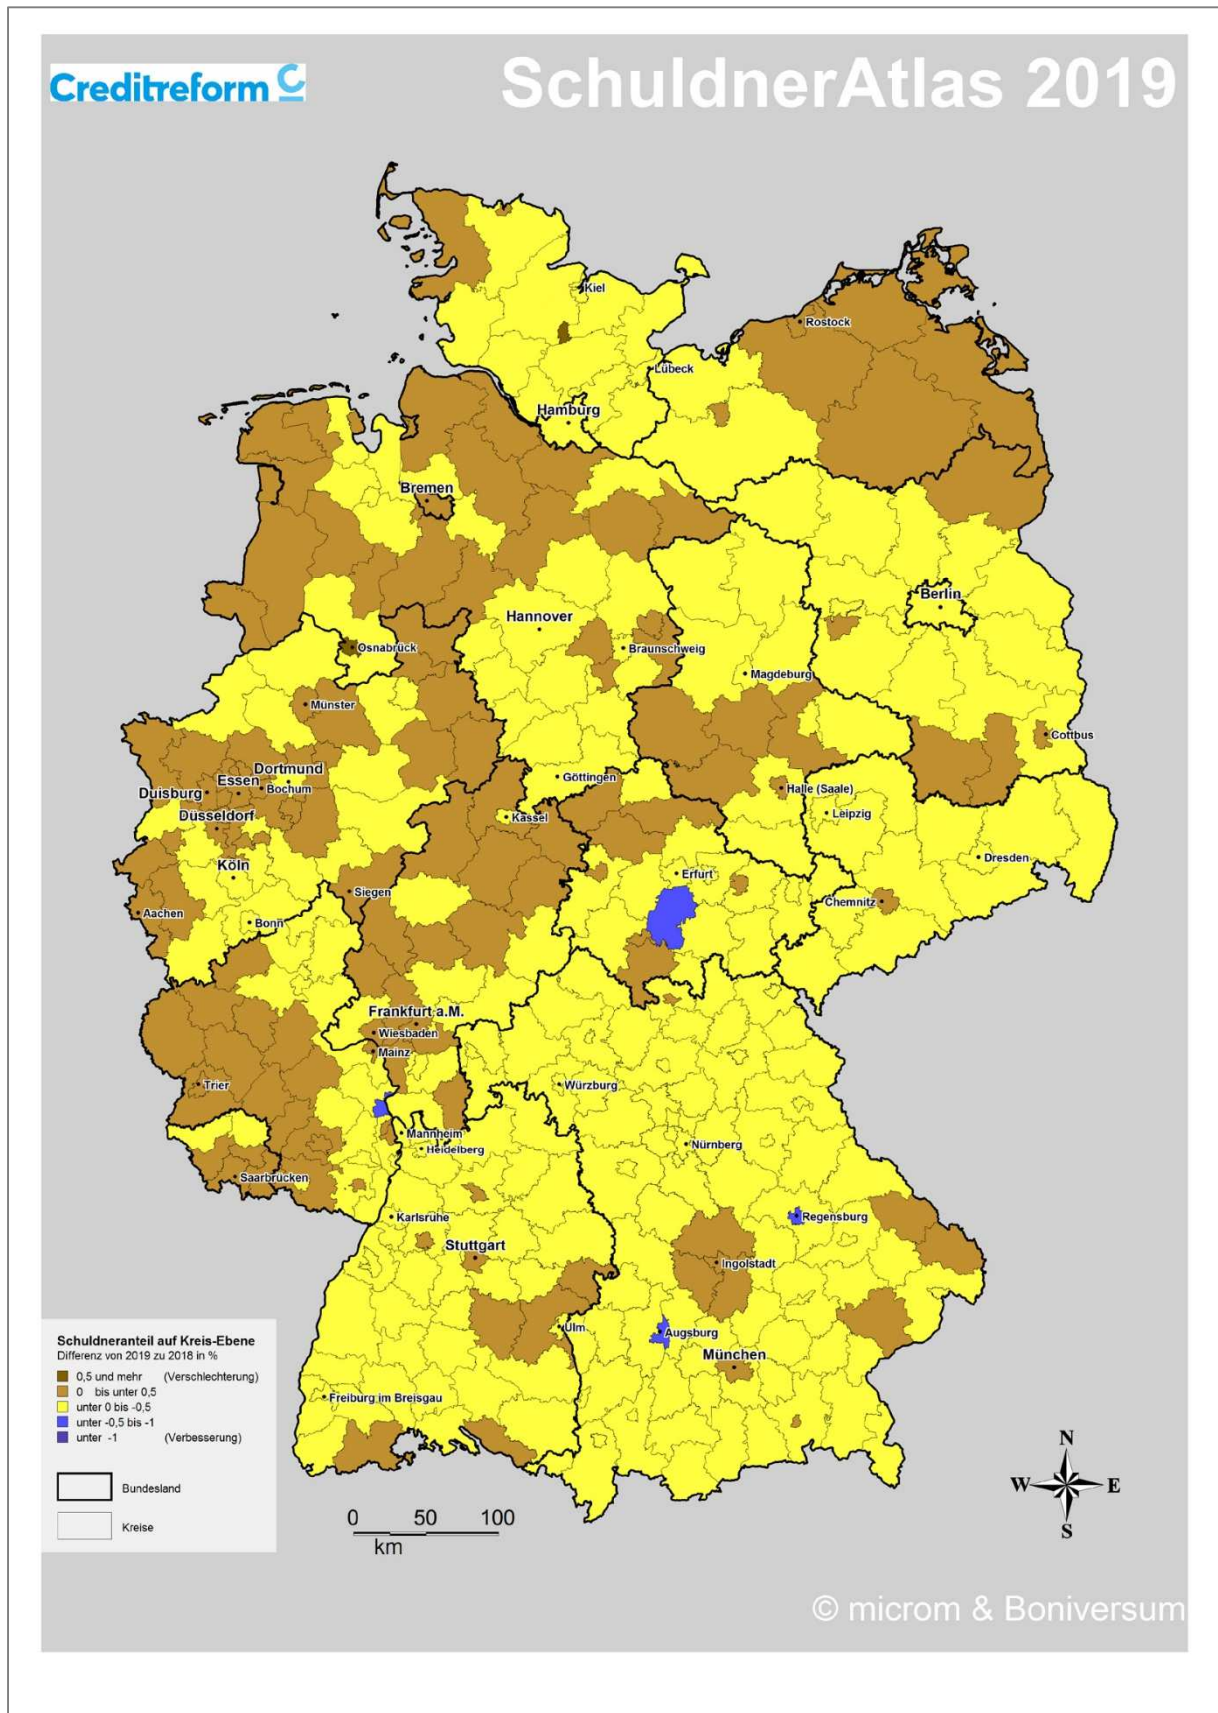 Creditreform
SchuldnerAtlas 2019
Kiel
Rostock
Lübeck
Hamburg
Bremen
Berlin
Hannover
Osnabrück
Braunschweig
Magdeburg
Münster
Cottbus
Dortmund
Essen
Bochum
Göttingen
Duisburg
Halle (Saale)
Düsseldorf
Kassel
Leipzig
Köln
Erfurt
Dresden
Siegen
Chemnitz
Aachen
Bonn
Frankfurt a.M.
Wiesbaden
Mainz
Trier
Würzburg
Mannheim
Nürnberg
Heidelberg
Saarbrücken
Karlsruhe
Regensburg
Stuttgart
Ingolstadt
Ulm
Augsburg
München
Freiburg im Breisgau
Schuldneranteil auf Kreis-Ebene
Differenz von 2019 zu 2018 in %
0,5 und mehr (Verschlechterung)
0 bis unter 0,5
unter 0 bis -0,5
unter -0,5 bis -1
unter -1 (Verbesserung)
Bundesland
Kreise
0 50 100
km
N
W E
S
© microm & Boniversum